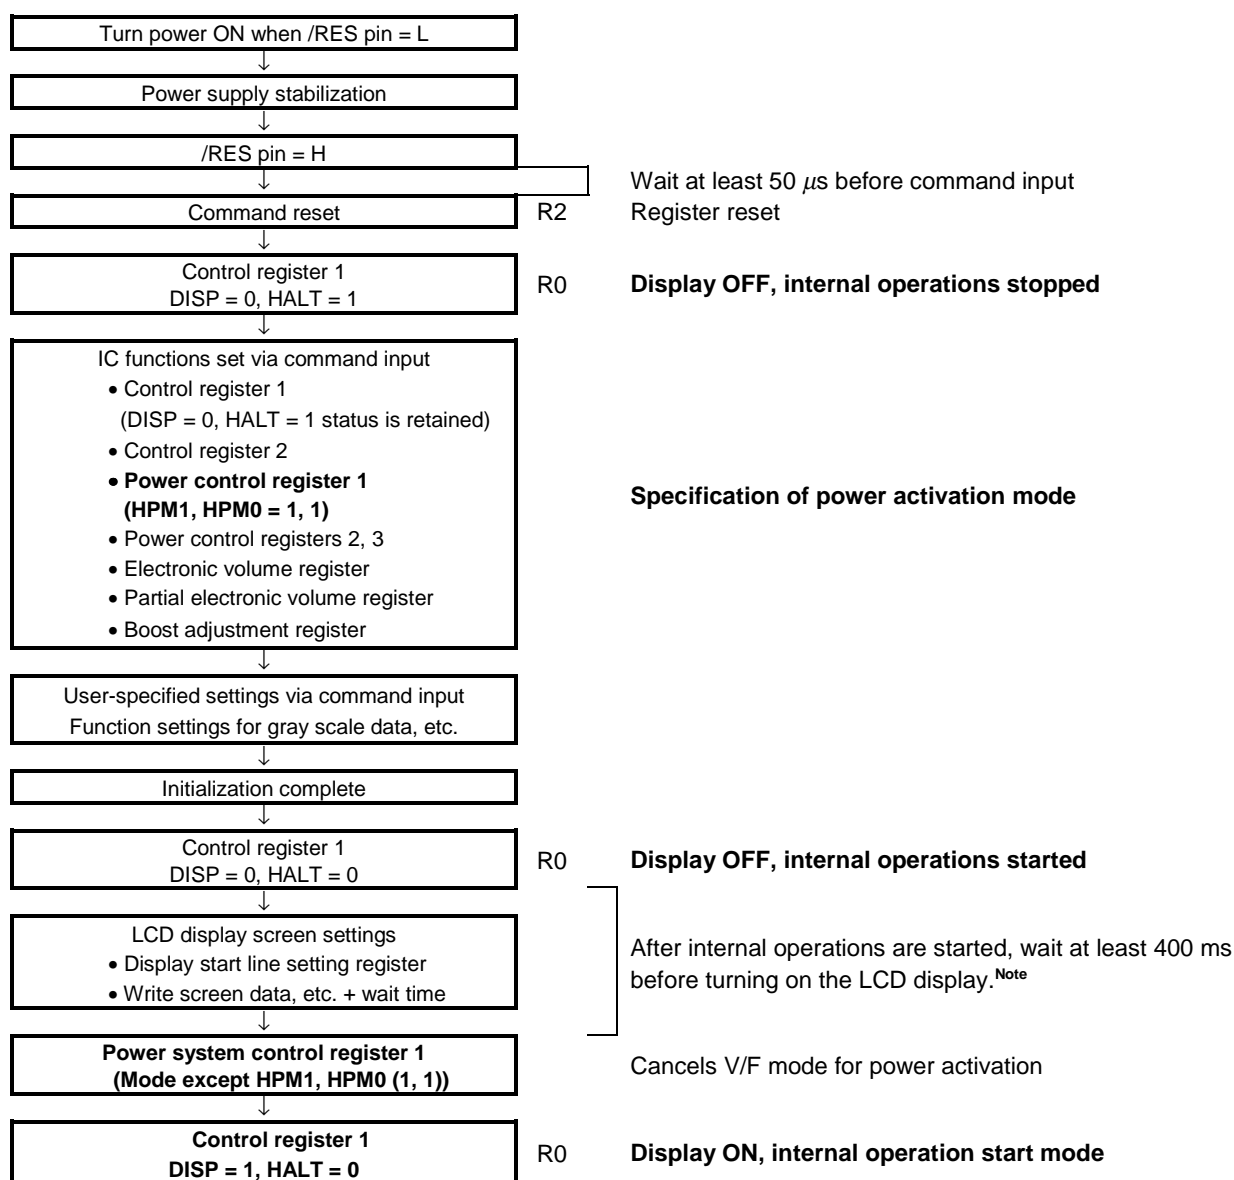 Turn power ON when /RES pin = L
↓
Power supply stabilization
↓
/RES pin = H
↓
Wait at least 50 μs before command input
Command reset R2 Register reset
↓
Control register 1
DISP = 0, HALT = 1
R0 Display OFF, internal operations stopped
↓
IC functions set via command input
• Control register 1
(DISP = 0, HALT = 1 status is retained)
• Control register 2
• Power control register 1
(HPM1, HPM0 = 1, 1)
Specification of power activation mode
• Power control registers 2, 3
• Electronic volume register
• Partial electronic volume register
• Boost adjustment register
↓
User-specified settings via command input
Function settings for gray scale data, etc.
↓
Initialization complete
↓
Control register 1
DISP = 0, HALT = 0
R0 Display OFF, internal operations started
↓
LCD display screen settings
• Display start line setting register
• Write screen data, etc. + wait time
After internal operations are started, wait at least 400 ms
before turning on the LCD display.Note
↓
Power system control register 1
(Mode except HPM1, HPM0 (1, 1))
Cancels V/F mode for power activation
↓
Control register 1
DISP = 1, HALT = 0
R0 Display ON, internal operation start mode